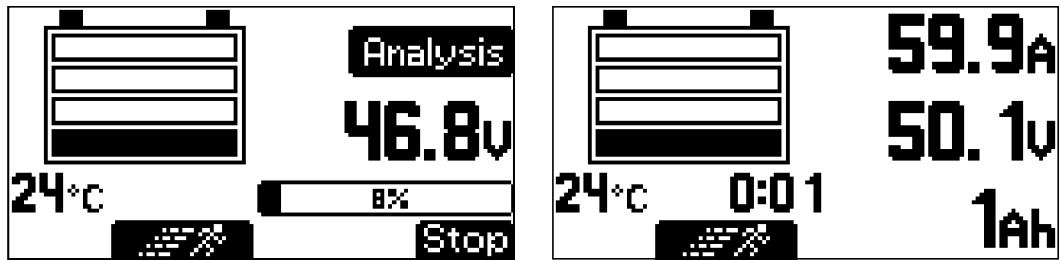 Analysis
46.8V
24°C
8%
Stop
59.9A
50.1V
24°C 0:01
1Ah